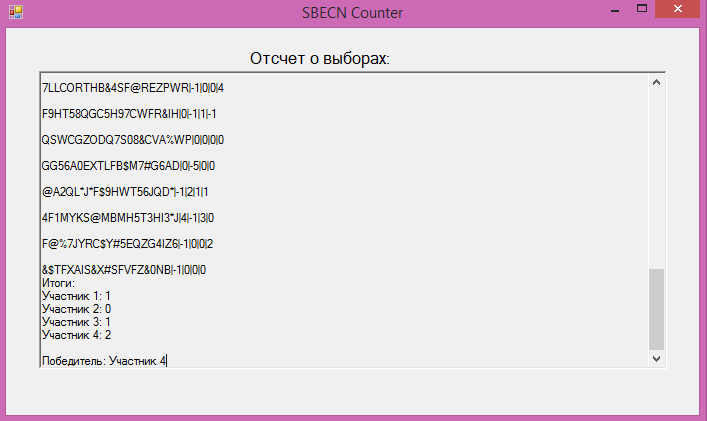 SBECN Counter
Отсчет о выборах:
7LLCORTHB&4SF@REZPWR|-1|0|0|4
F9HT58QGC5H97CWFR&IH|0|-1|1|-1
QSWCGZODQ7S08&CVA%WP|0|0|0|0
GG56A0EXTLFB$M7#G6AD|0|-5|0|0
@A2QL*J*F$9HWT56JQD*|-1|2|1|1
4F1MYKS@MBMH5T3HI3*J|4|-1|3|0
F@%7JYRC$Y#5EQZG4IZ6|-1|0|0|2
&$TFXAIS&X#SFVFZ&0NB|-1|0|0|0
Итоги:
Участник 1: 1
Участник 2: 0
Участник 3: 1
Участник 4: 2
Победитель: Участник 4